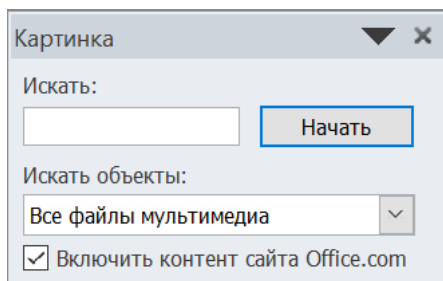 Картинка
Искать:
Начать
Искать объекты:
Все файлы мультимедиа
Включить контент сайта Office.com